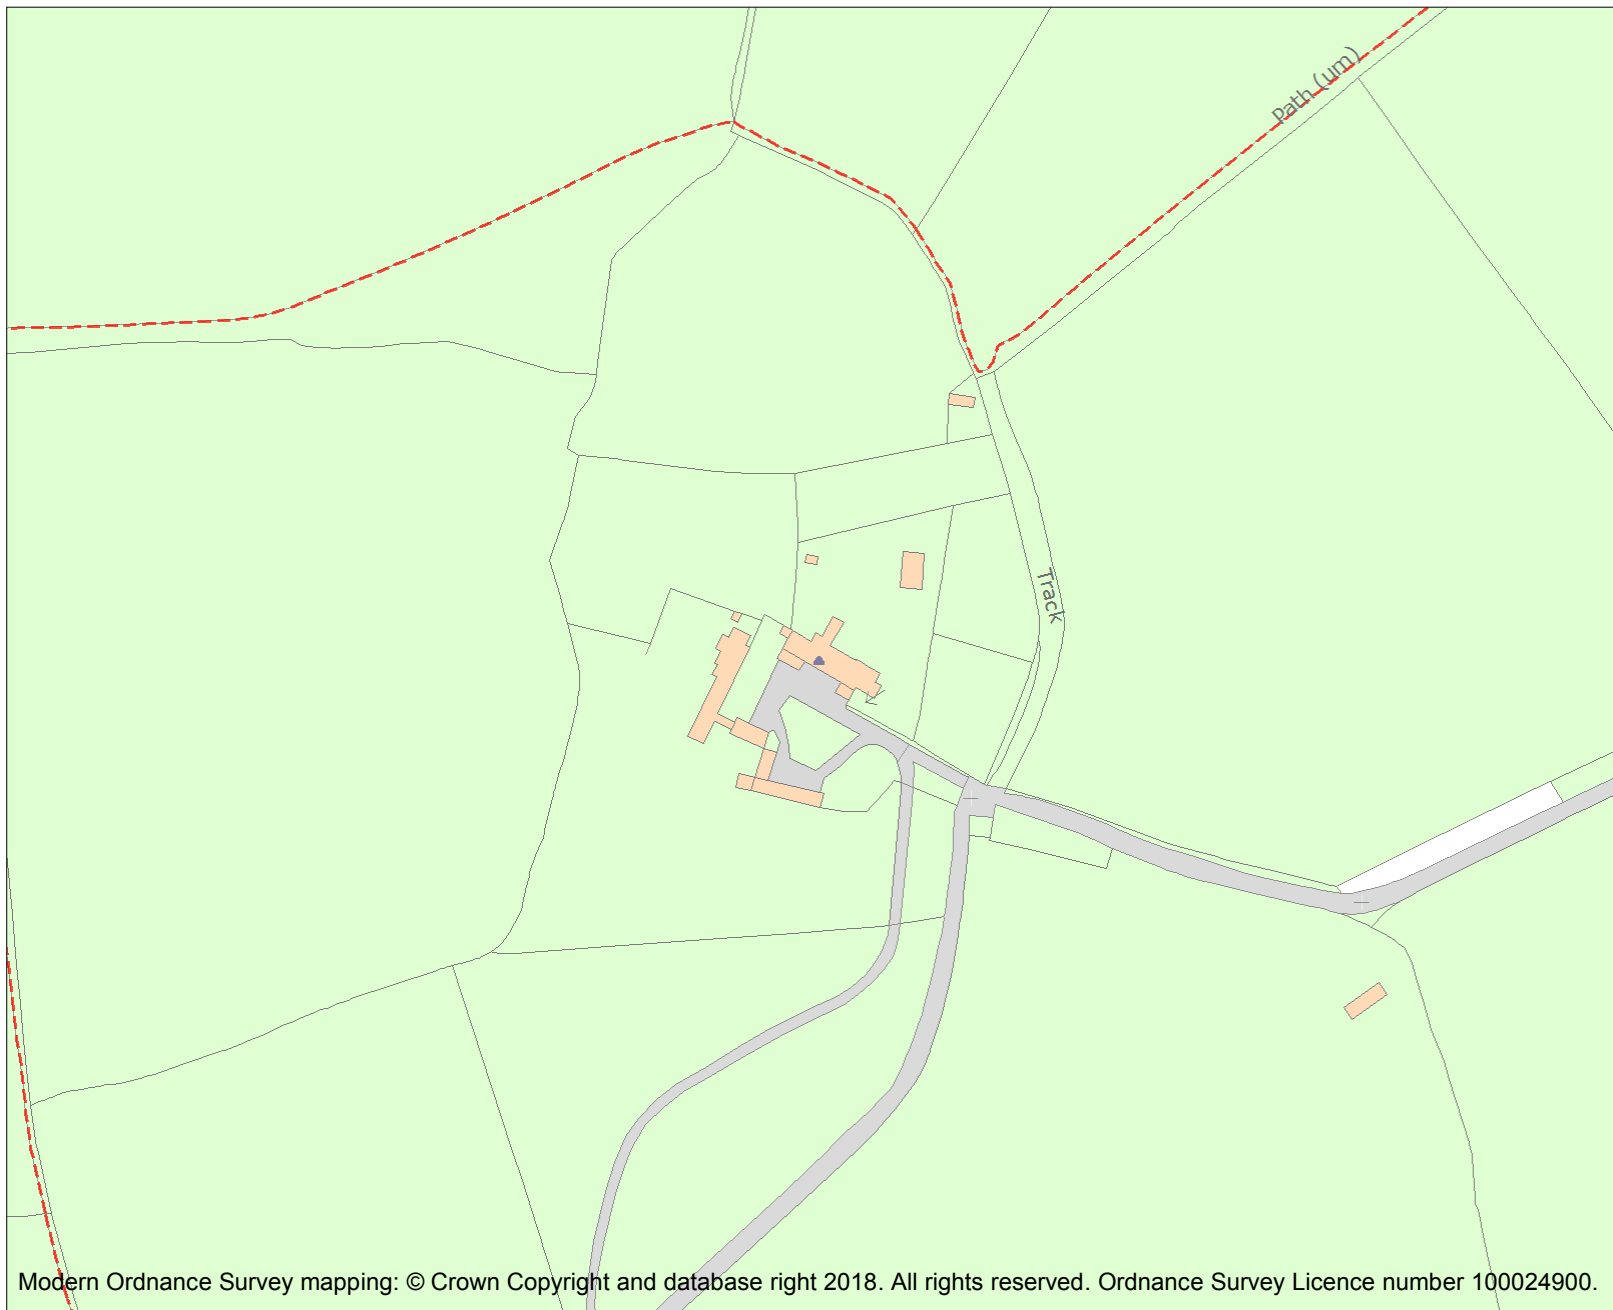 Path (um)
Track
Modern Ordnance Survey mapping: © Crown Copyright and database right 2018. All rights reserved. Ordnance Survey Licence number 100024900.